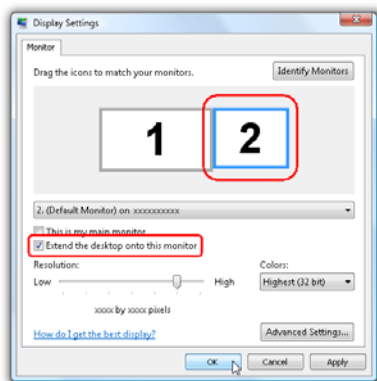 Display Settings
Monitor
Drag the icons to match your monitors.
Identify Monitors
1
2
2. (Default Monitor) on xxxxxxxxxx
This is my main monitor
Extend the desktop onto this monitor
Resolution:
Colors:
Low
High
Highest (32 bit)
xxxx by xxxx pixels
How do I get the best display?
Advanced Settings...
OK
Cancel
Apply